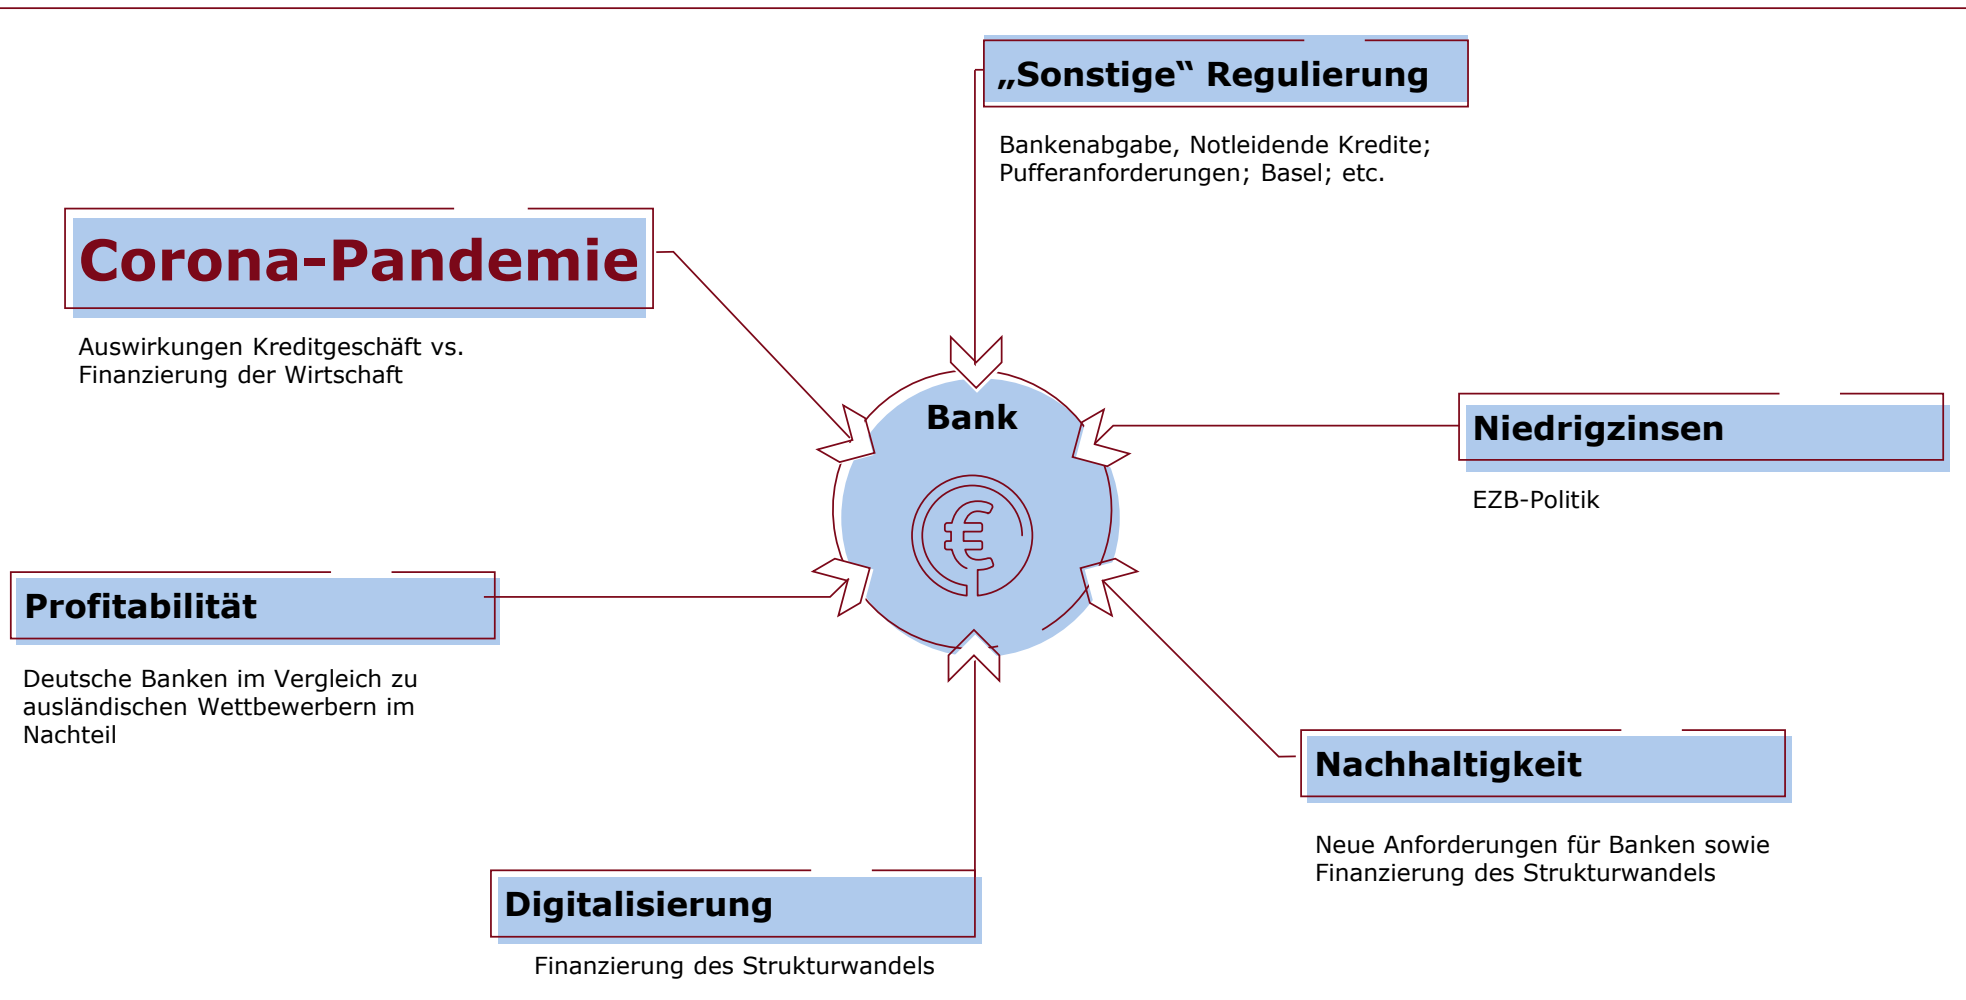 „Sonstige“ Regulierung
Bankenabgabe, Notleidende Kredite;
Pufferanforderungen; Basel; etc.
Corona-Pandemie
Auswirkungen Kreditgeschäft vs.
Finanzierung der Wirtschaft
Bank
€
Niedrigzinsen
EZB-Politik
Profitabilität
Deutsche Banken im Vergleich zu
ausländischen Wettbewerbern im
Nachteil
Nachhaltigkeit
Neue Anforderungen für Banken sowie
Finanzierung des Strukturwandels
Digitalisierung
Finanzierung des Strukturwandels